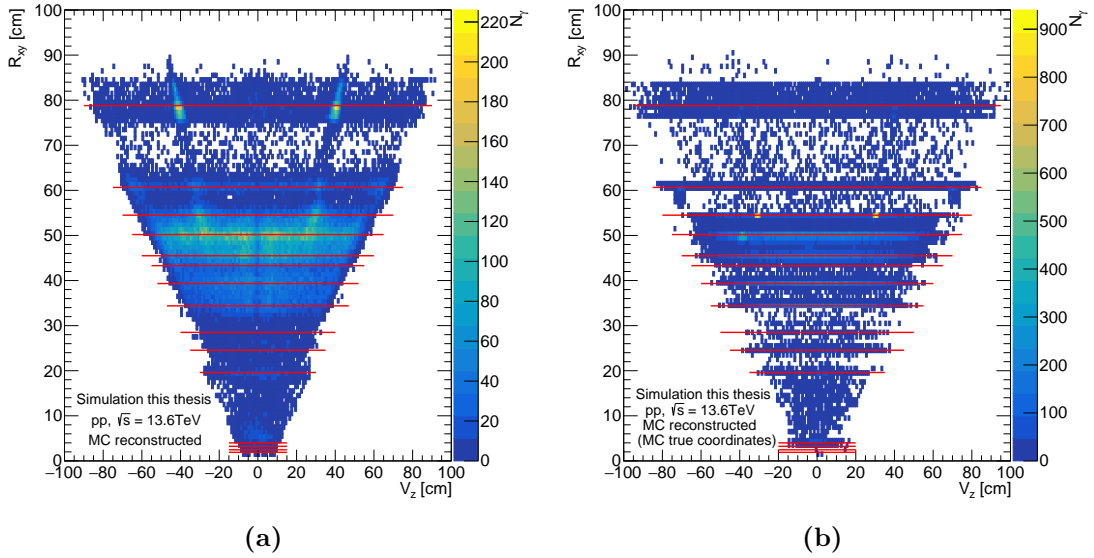 R_xy [cm]
100
90
80
70
60
50
40
30
20
10
0
Simulation this thesis
pp, √s = 13.6TeV
MC reconstructed
−100 −80 −60 −40 −20 0 20 40 60 80 100
V_z [cm]
N_γ
220
200
180
160
140
120
100
80
60
40
20
0
(a)
R_xy [cm]
100
90
80
70
60
50
40
30
20
10
0
Simulation this thesis
pp, √s = 13.6TeV
MC reconstructed
(MC true coordinates)
−100 −80 −60 −40 −20 0 20 40 60 80 100
V_z [cm]
N_γ
900
800
700
600
500
400
300
200
100
0
(b)